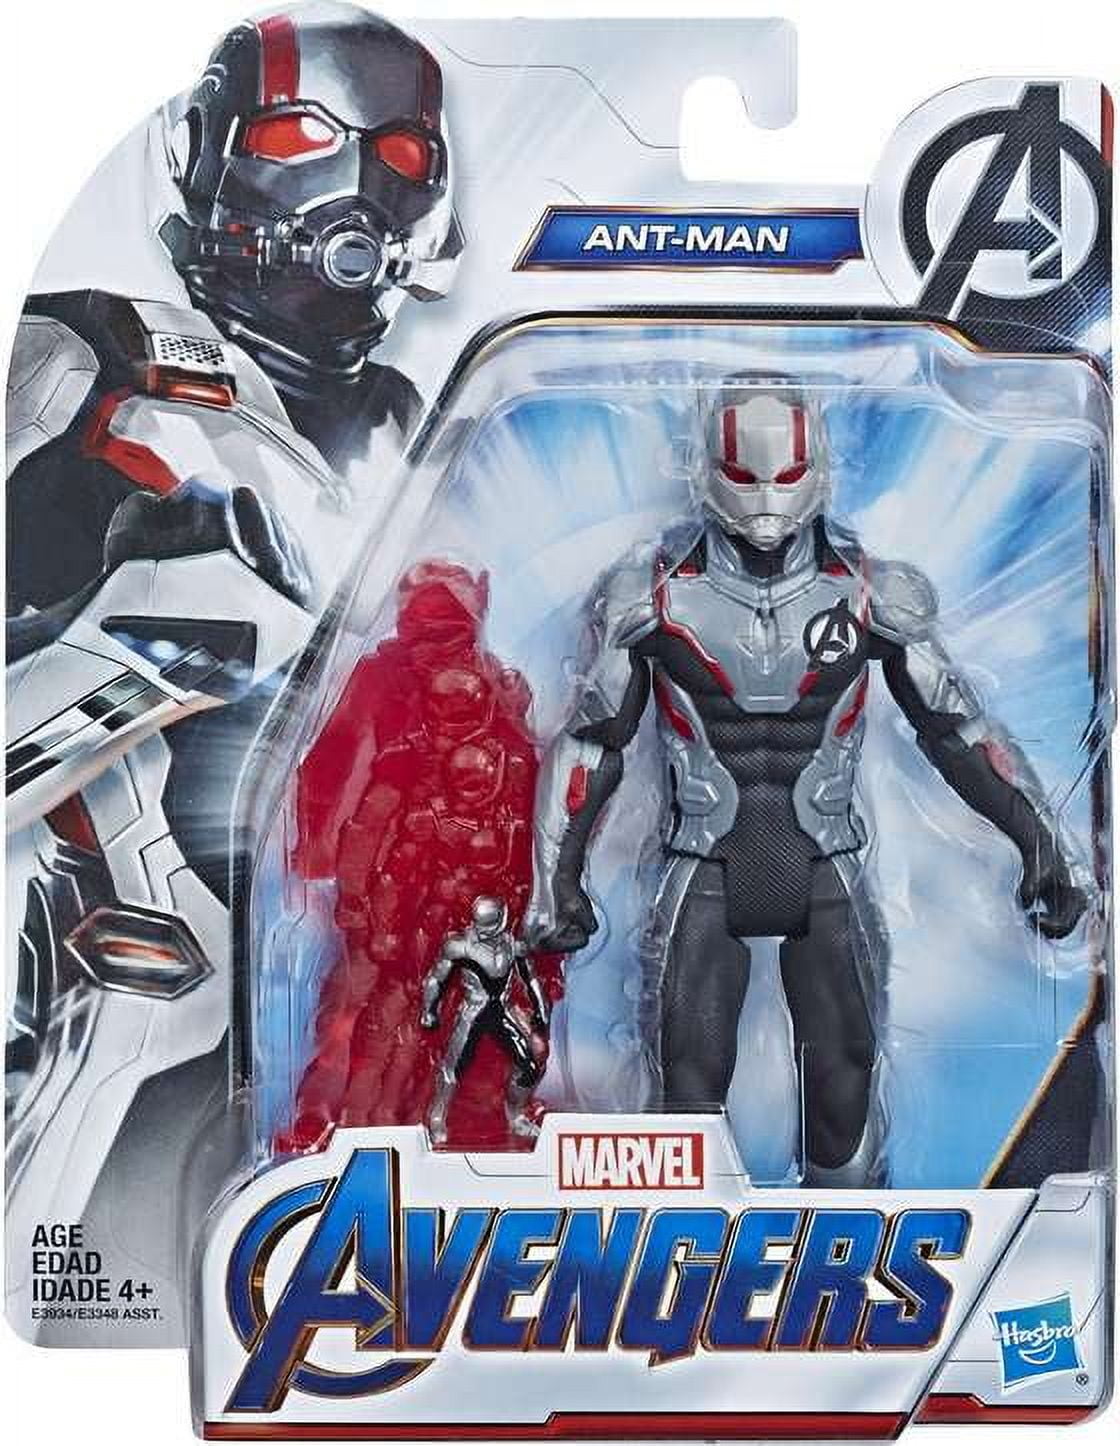 ANT-MAN
MARVEL
AVENGERS
AGE
EDAD
IDADE 4+
E3934/E3348 ASST.
Hasbro
®